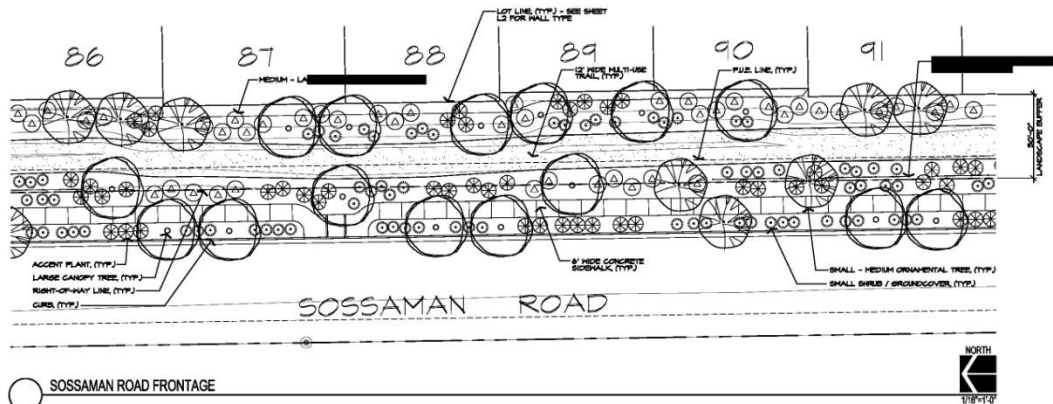 LOT LINE, (TYP.) - SEE SHEET
L2 FOR WALL TYPE
86
87
88
89
90
91
MEDIUM - LA
12' WIDE MULTI-USE
TRAIL, (TYP.)
P.U.E. LINE, (TYP.)
LANDSCAPE BUFFER
ACCENT PLANT, (TYP.)
LARGE CANOPY TREE, (TYP.)
RIGHT-OF-WAY LINE, (TYP.)
CURB, (TYP.)
WIDE CONCRETE
SIDEWALK, (TYP.)
SMALL - MEDIUM ORNAMENTAL TREE, (TYP.)
SMALL SHRUB / GROUNDCOVER, (TYP.)
SOSSAMAN ROAD
SOSSAMAN ROAD FRONTAGE
NORTH
1/16"=1'-0"